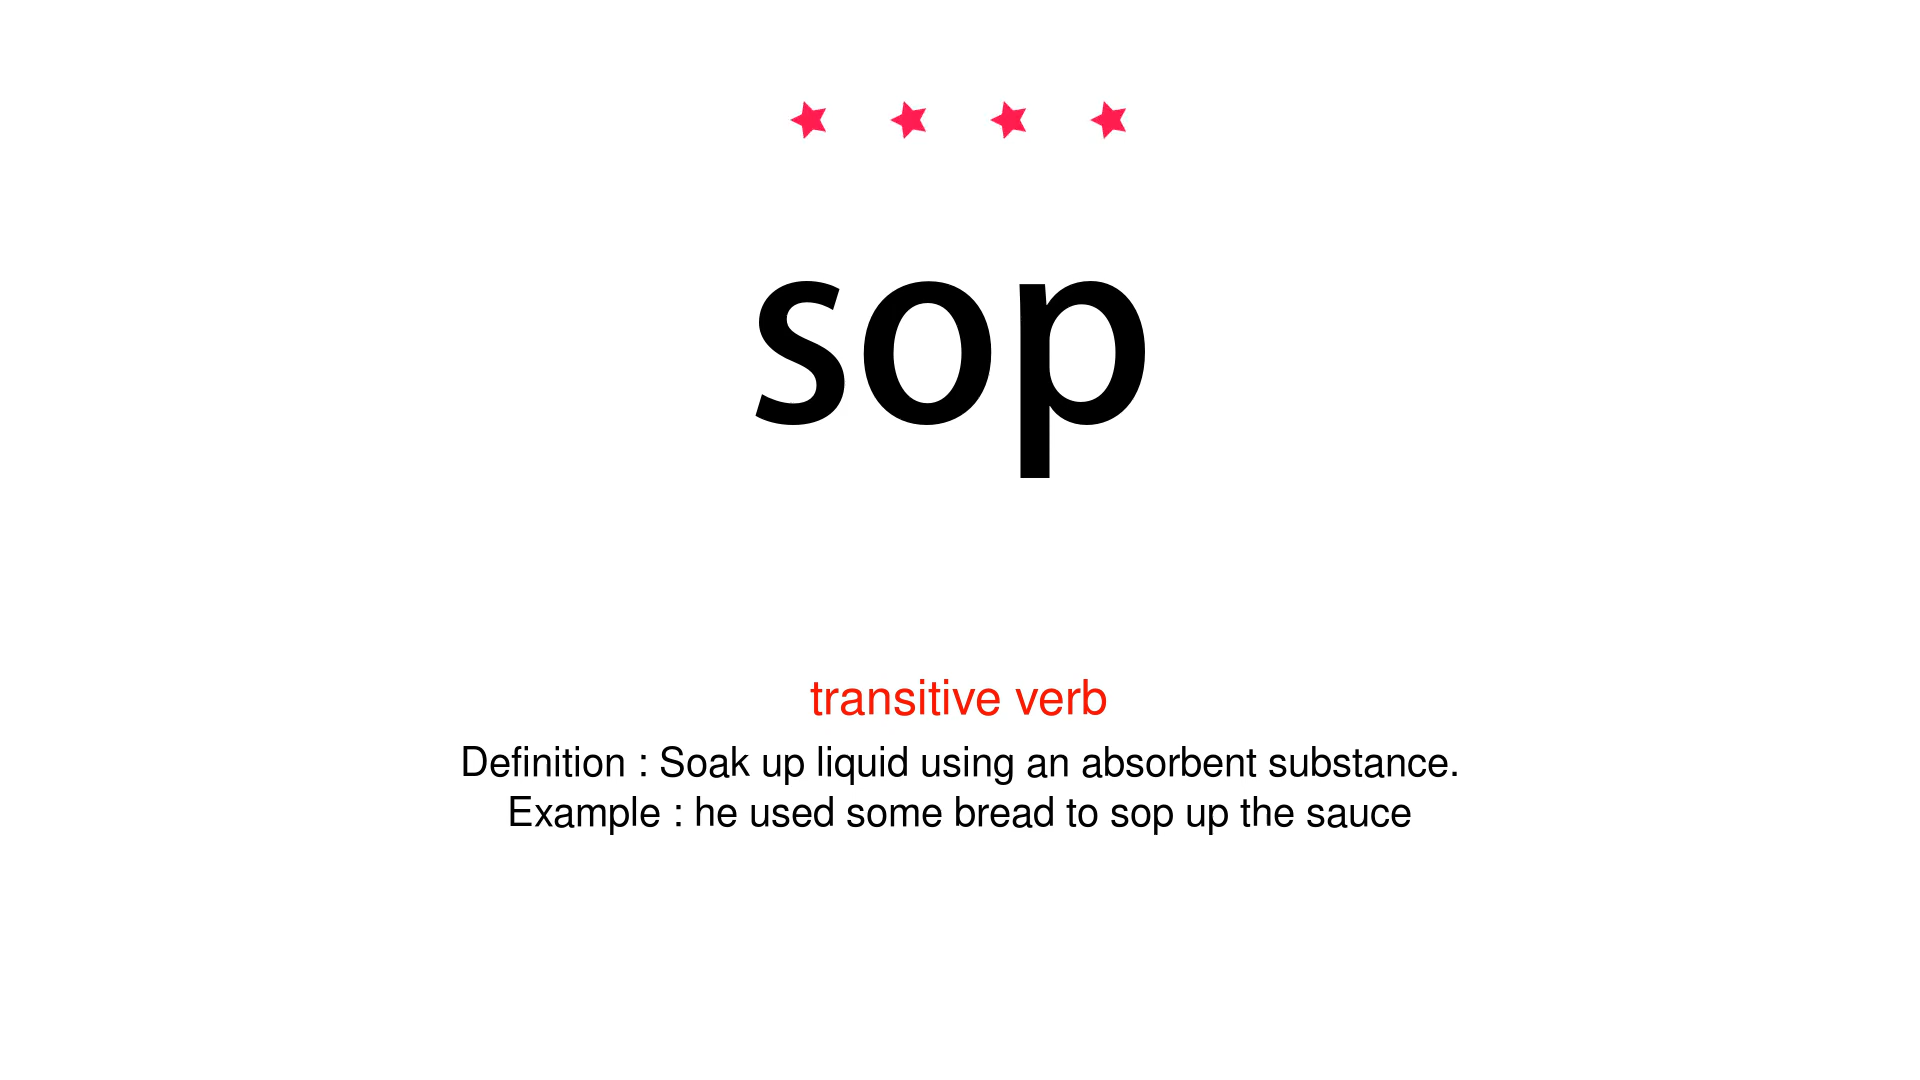 sop
transitive verb
Definition : Soak up liquid using an absorbent substance.
Example : he used some bread to sop up the sauce